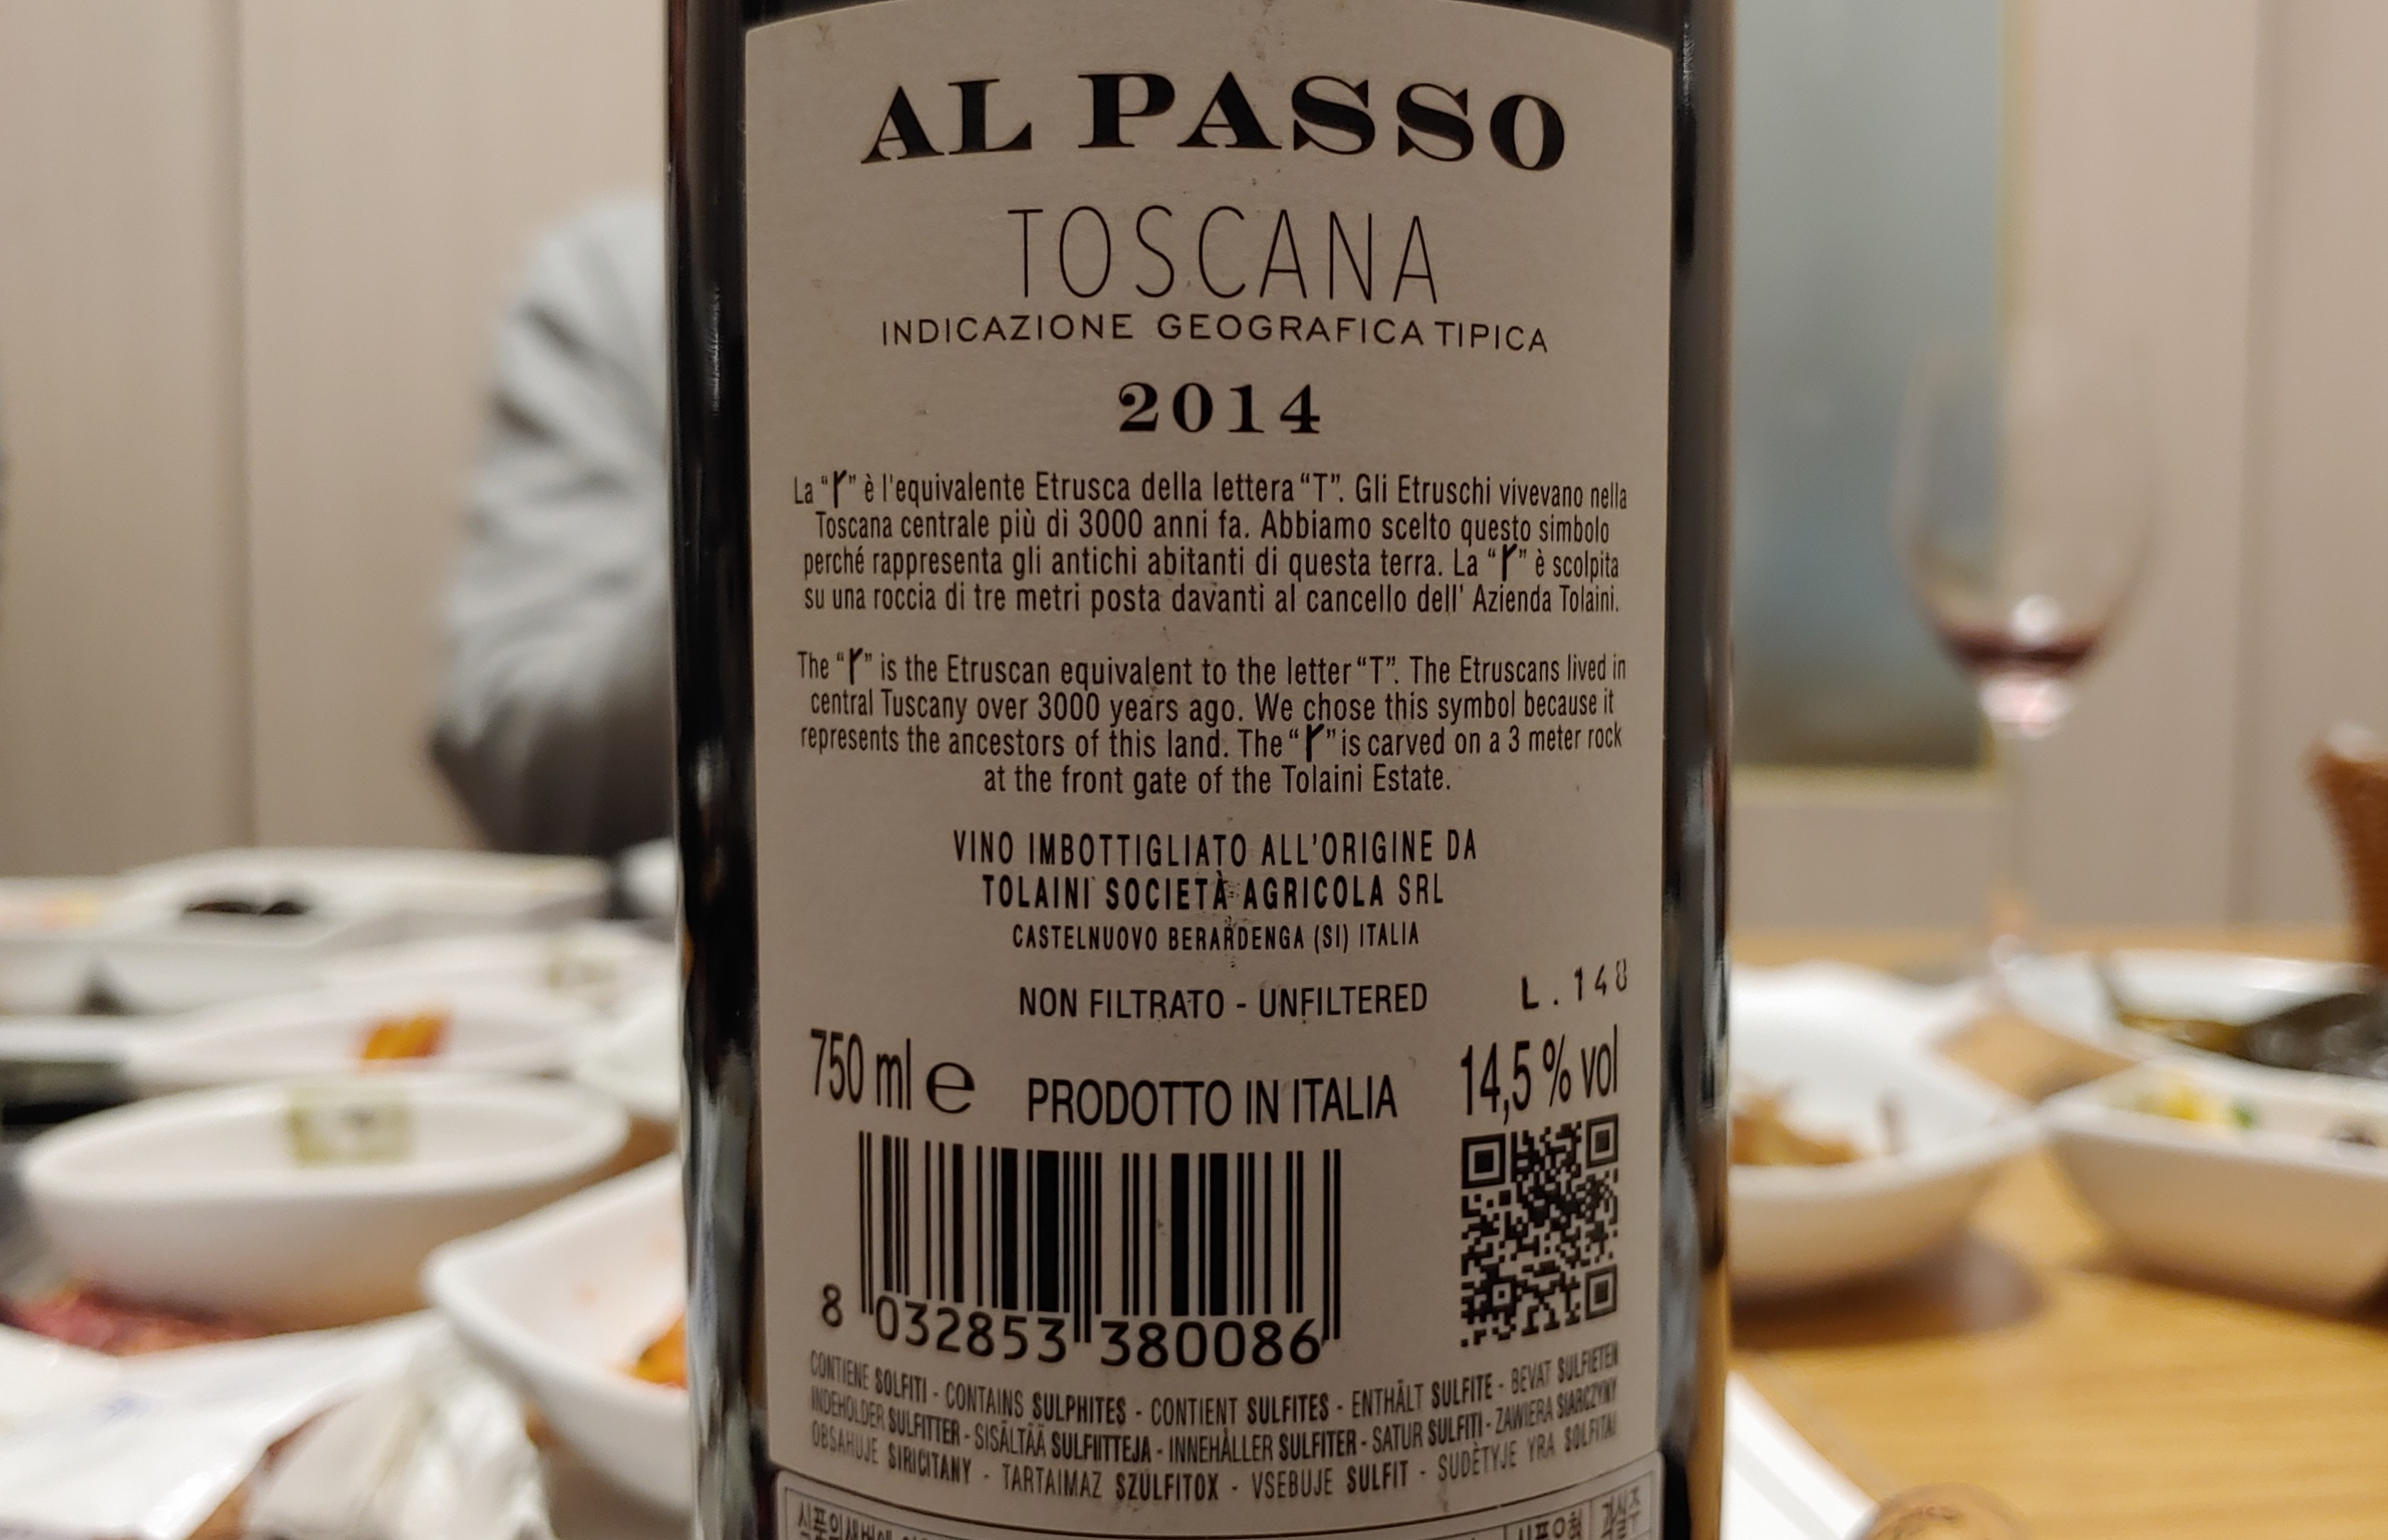 AL PASSO
TOSCANA
INDICAZIONE GEOGRAFICA TIPICA
2014
La “ꓩ” è l'equivalente Etrusca della lettera “T”. Gli Etruschi vivevano nella
Toscana centrale più di 3000 anni fa. Abbiamo scelto questo simbolo
perché rappresenta gli antichi abitanti di questa terra. La “ꓩ” è scolpita
su una roccia di tre metri posta davanti al cancello dell' Azienda Tolaini.
The “ꓩ” is the Etruscan equivalent to the letter “T”. The Etruscans lived in
central Tuscany over 3000 years ago. We chose this symbol because it
represents the ancestors of this land. The “ꓩ” is carved on a 3 meter rock
at the front gate of the Tolaini Estate.
VINO IMBOTTIGLIATO ALL'ORIGINE DA
TOLAINI SOCIETÀ AGRICOLA SRL
CASTELNUOVO BERARDENGA (SI) ITALIA
NON FILTRATO - UNFILTERED
L. 148
750 ml e PRODOTTO IN ITALIA 14,5 % vol
8 032853 380086
CONTIENE SOLFITI - CONTAINS SULPHITES - CONTIENT SULFITES - ENTHÄLT SULFITE - BEVAT SULFIETEN
INDEHOLDER SULFITTER - SISÄLTÄÄ SULFIITTEJA - INNEHÅLLER SULFITER - SATUR SULFITI - ZAWIERA SIARCZYNY
OBSAHUJE SIRICITANY - TARTAIMAZ SZÚLFITOX - VSEBUJE SULFIT - SUDĖTYJE YRA SOLFITAI